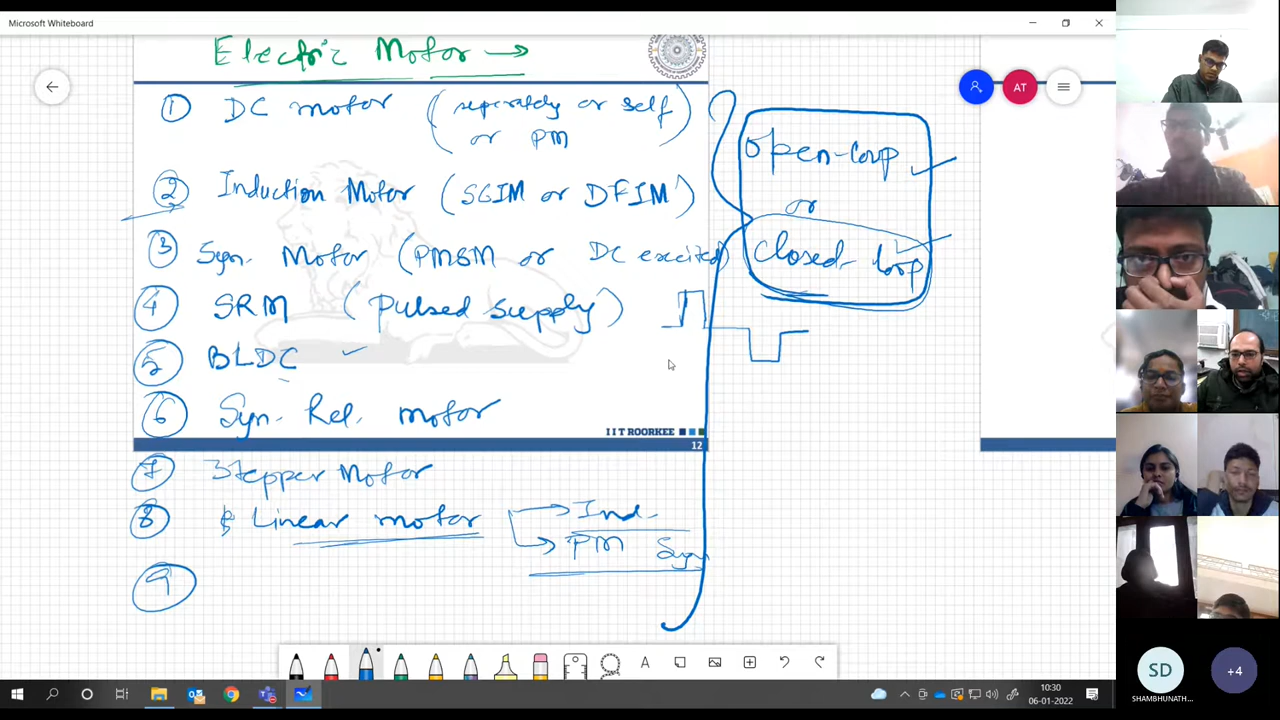 Microsoft Whiteboard
Electric Motor →
① DC motor (seperately or self
or PM)
② Induction Motor (SCIM or DFIM)
③ Syn. Motor (PMSM or DC excited)
④ SRM (Pulsed supply)
⑤ BLDC ✓
⑥ Syn. Rel. motor
IIT ROORKEE
12
⑦ Stepper Motor
⑧ Linear motor → Ind.
→ PM Syn
⑨
open-loop ✓
or
closed-loop ✓
AT
A
SD
SHAMBHUNATH...
+4
10:30
06-01-2022